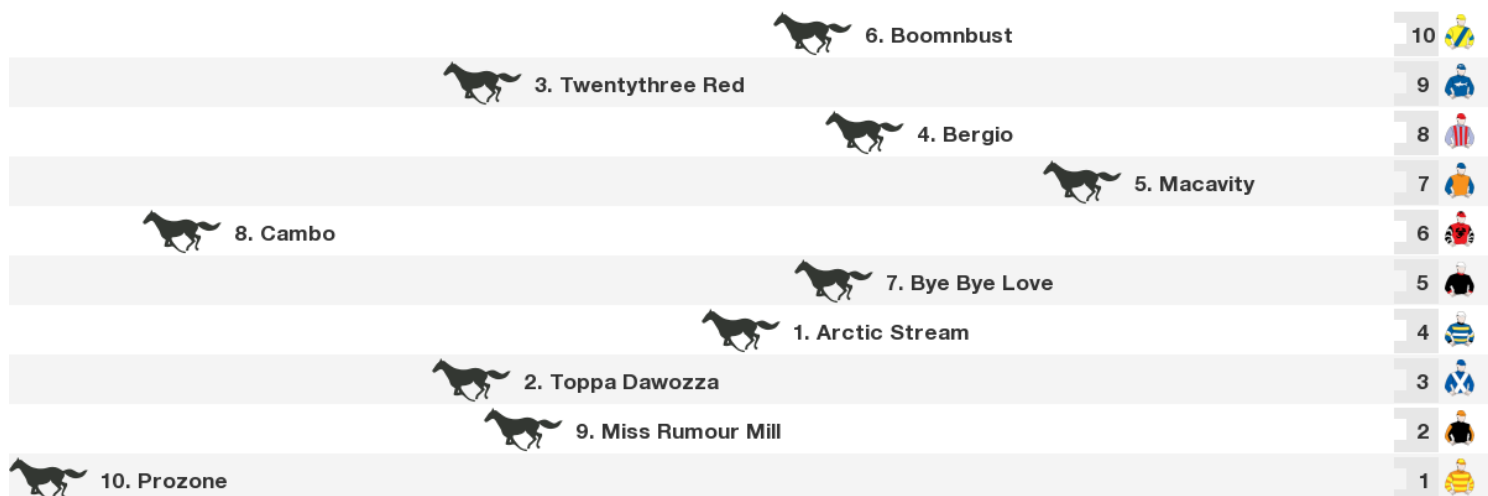 6. Boomnbust 10
3. Twentythree Red 9
4. Bergio 8
5. Macavity 7
8. Cambo 6
7. Bye Bye Love 5
1. Arctic Stream 4
2. Toppa Dawozza 3
9. Miss Rumour Mill 2
10. Prozone 1